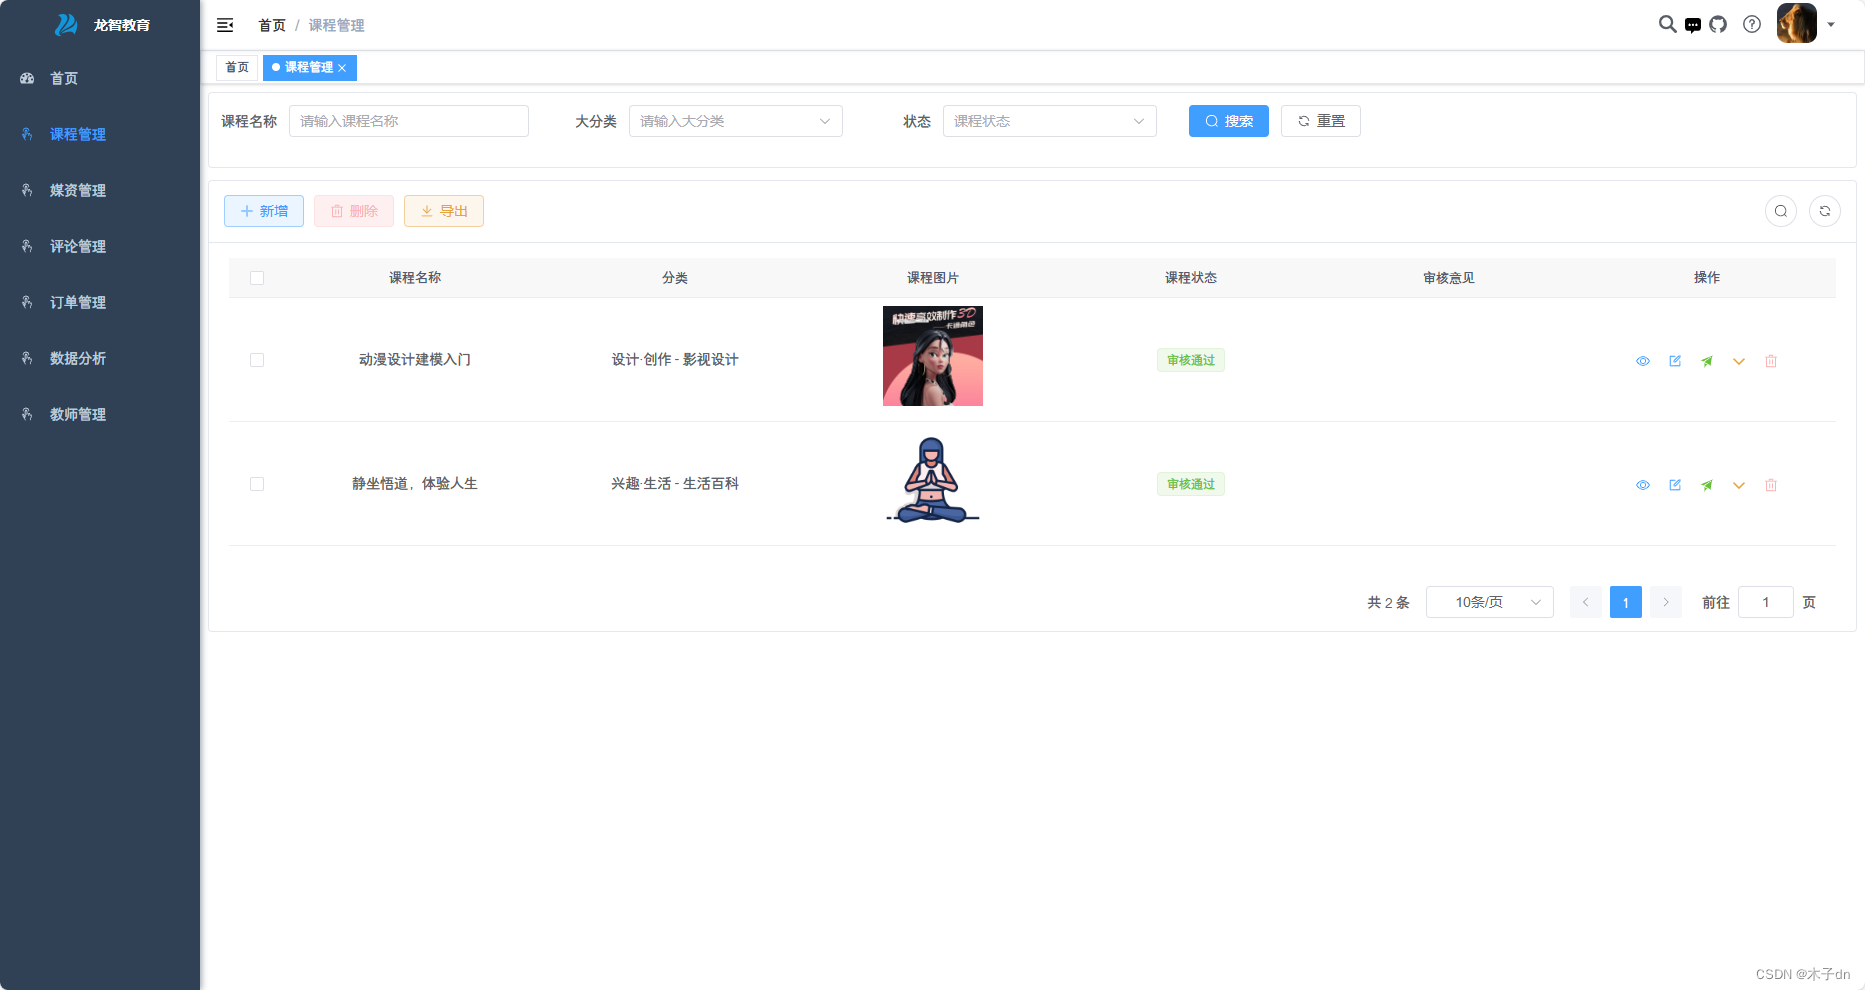 龙智教育
首页 / 课程管理
首页 课程管理
首页
课程管理
媒资管理
评论管理
订单管理
数据分析
教师管理
课程名称 请输入课程名称 大分类 请输入大分类 状态 课程状态 搜索 重置
新增 删除 导出
课程名称 分类 课程图片 课程状态 审核意见 操作
快速高效制作3D
——卡通角色
动漫设计建模入门 设计·创作 - 影视设计 审核通过
静坐悟道，体验人生 兴趣·生活 - 生活百科 审核通过
共 2 条 10条/页 1 前往 1 页
CSDN @木子dn